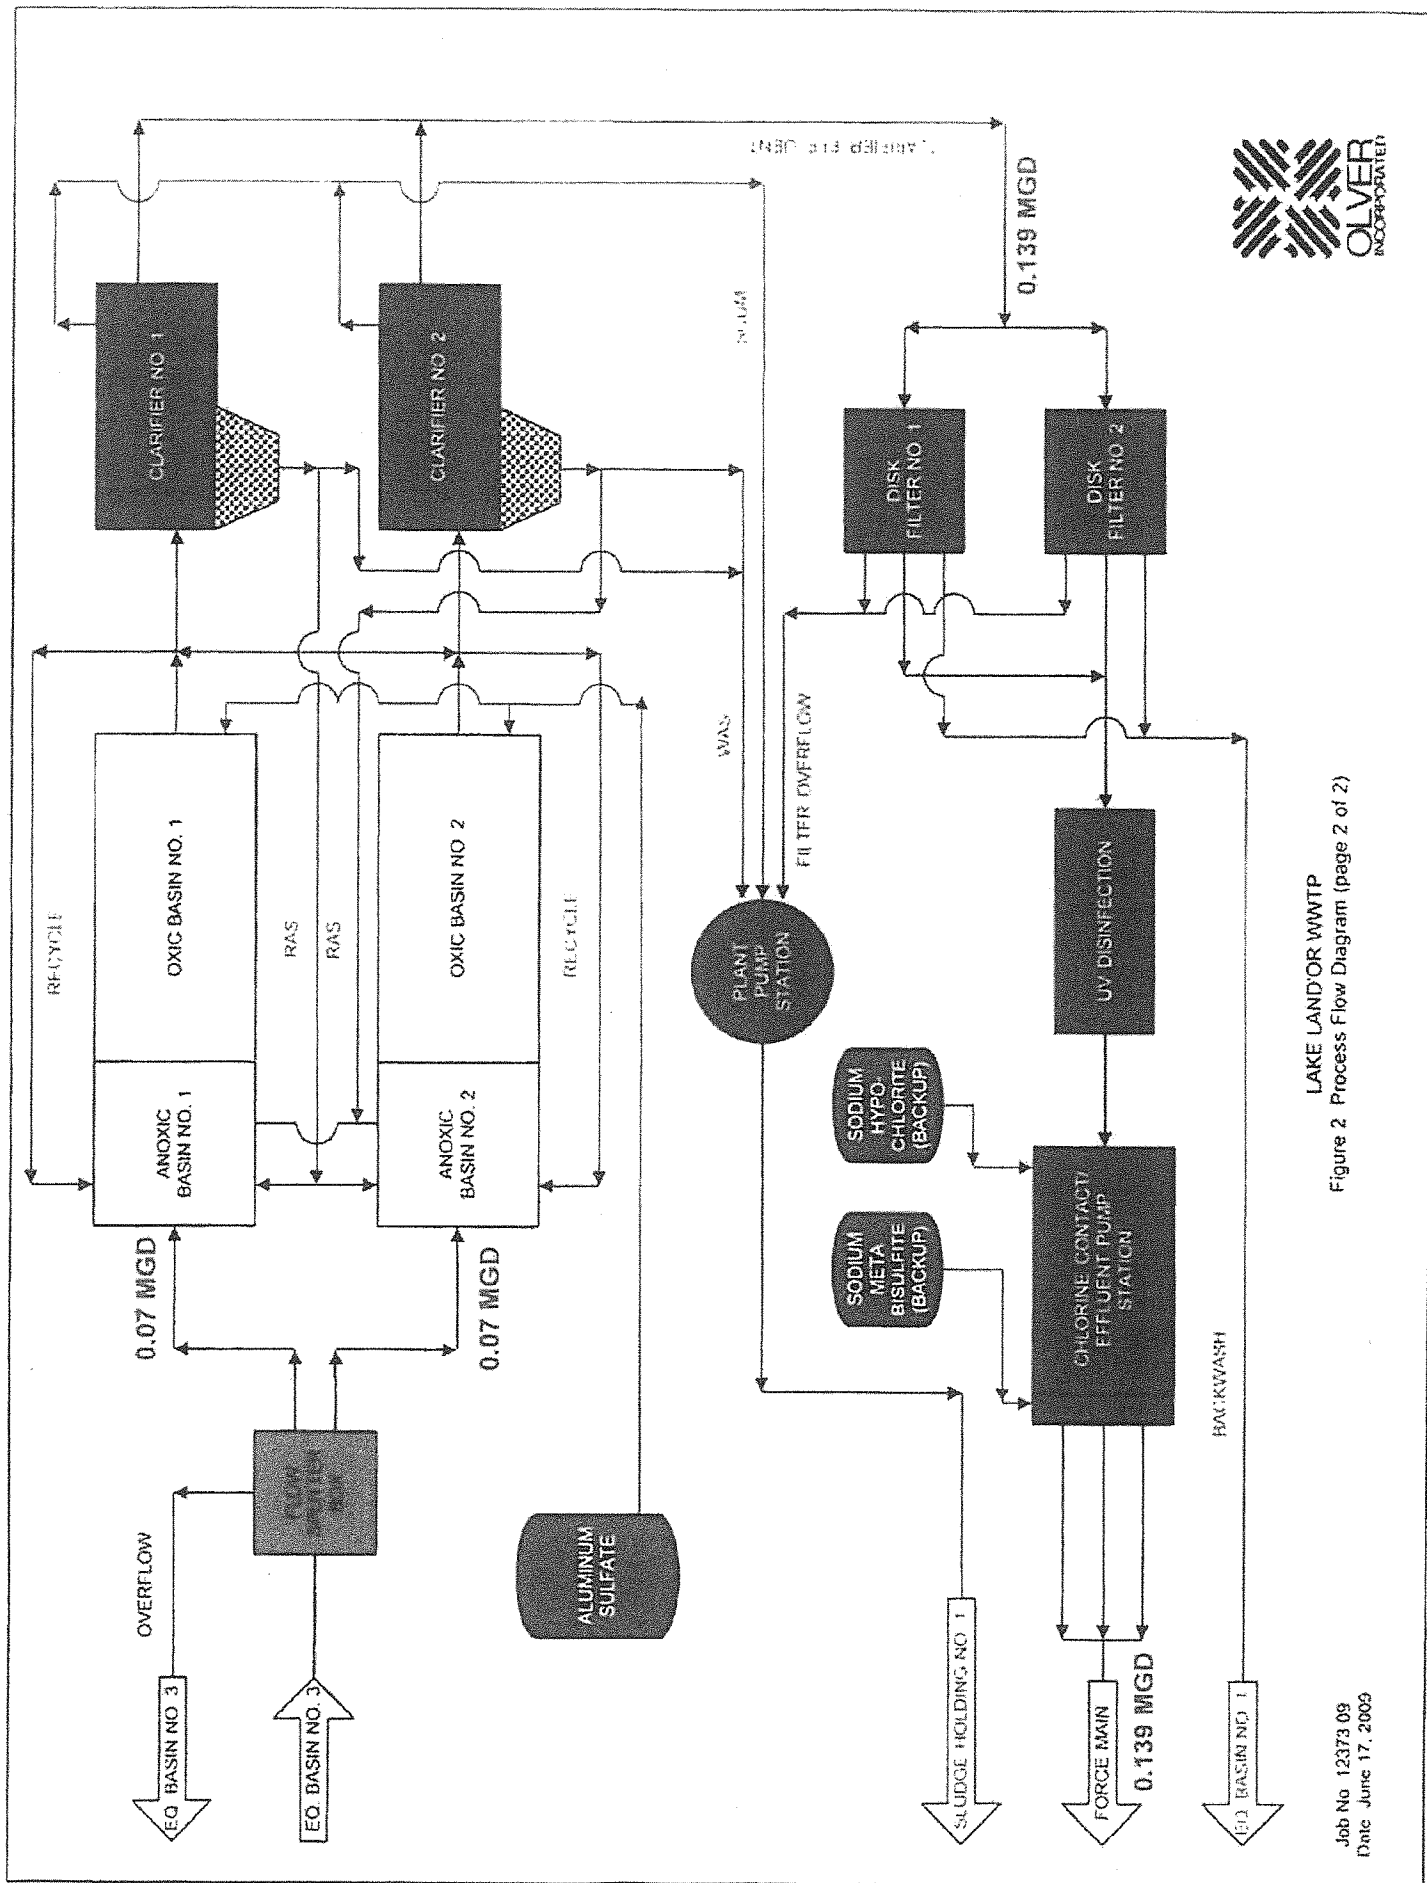 EQ BASIN NO 3
OVERFLOW
EQ. BASIN NO. 3
0.07 MGD
0.07 MGD
RECYCLE
ANOXIC
BASIN NO. 1
OXIC BASIN NO. 1
CLARIFIER NO 1
RAS
RAS
ANOXIC
BASIN NO. 2
OXIC BASIN NO 2
CLARIFIER NO 2
RECYCLE
ALUMINUM
SULFATE
WAS
SCUM
PLANT
PUMP
STATION
FILTER OVERFLOW
0.139 MGD
DISK
FILTER NO 1
DISK
FILTER NO 2
SODIUM
META
BISULFITE
(BACKUP)
SODIUM
HYPO-
CHLORITE
(BACKUP)
SLUDGE HOLDING NO 1
FORCE MAIN
0.139 MGD
CHLORINE CONTACT/
EFFLUENT PUMP
STATION
UV DISINFECTION
EQ BASIN NO 1
BACKWASH
LAKE LAND'OR WWTP
Figure 2 Process Flow Diagram (page 2 of 2)
Job No 12373 09
Date June 17, 2009
OLVER
INCORPORATED